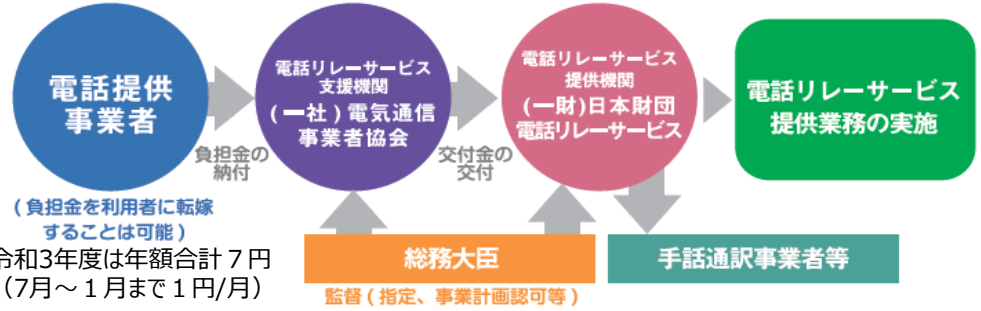 電話提供
事業者
負担金の
納付
(負担金を利用者に転嫁
することは可能)
令和3年度は年額合計７円
（7月～１月まで１円/月）
電話リレーサービス
支援機関
(一社)電気通信
事業者協会
交付金の
交付
電話リレーサービス
提供機関
(一財)日本財団
電話リレーサービス
電話リレーサービス
提供業務の実施
総務大臣
監督(指定、事業計画認可等)
手話通訳事業者等